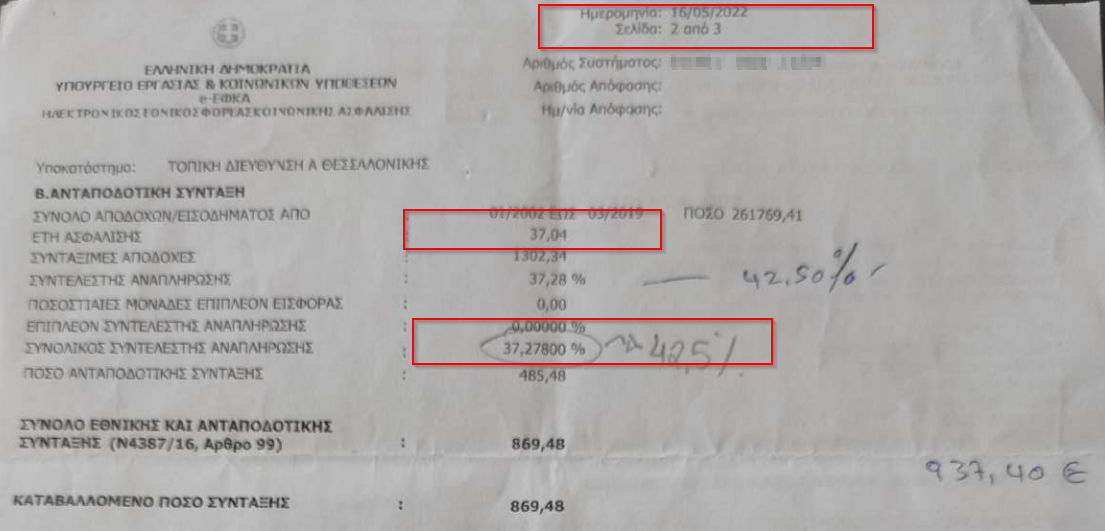 Ημερομηνία: 16/05/2022
Σελίδα: 2 από 3
ΕΛΛΗΝΙΚΗ ΔΗΜΟΚΡΑΤΙΑ
ΥΠΟΥΡΓΕΙΟ ΕΡΓΑΣΙΑΣ & ΚΟΙΝΩΝΙΚΩΝ ΥΠΟΘΕΣΕΩΝ
e-ΕΦΚΑ
ΗΛΕΚΤΡΟΝΙΚΟΣ ΕΘΝΙΚΟΣ ΦΟΡΕΑΣ ΚΟΙΝΩΝΙΚΗΣ ΑΣΦΑΛΙΣΗΣ
Αριθμός Συστήματος:
Αριθμός Απόφασης:
Ημ/νία Απόφασης:
Υποκατάστημα: ΤΟΠΙΚΗ ΔΙΕΥΘΥΝΣΗ Α ΘΕΣΣΑΛΟΝΙΚΗΣ
Β.ΑΝΤΑΠΟΔΟΤΙΚΗ ΣΥΝΤΑΞΗ
ΣΥΝΟΛΟ ΑΠΟΔΟΧΩΝ/ΕΙΣΟΔΗΜΑΤΟΣ ΑΠΟ 01/2002 ΕΩΣ 03/2019 ΠΟΣΟ 261769,41
ΕΤΗ ΑΣΦΑΛΙΣΗΣ : 37,04
ΣΥΝΤΑΞΙΜΕΣ ΑΠΟΔΟΧΕΣ : 1302,34
ΣΥΝΤΕΛΕΣΤΗΣ ΑΝΑΠΛΗΡΩΣΗΣ : 37,28 % — 42,50%
ΠΟΣΟΣΤΙΑΙΕΣ ΜΟΝΑΔΕΣ ΕΠΙΠΛΕΟΝ ΕΙΣΦΟΡΑΣ : 0,00
ΕΠΙΠΛΕΟΝ ΣΥΝΤΕΛΕΣΤΗΣ ΑΝΑΠΛΗΡΩΣΗΣ : 0,00000 %
ΣΥΝΟΛΙΚΟΣ ΣΥΝΤΕΛΕΣΤΗΣ ΑΝΑΠΛΗΡΩΣΗΣ : 37,27800 % → 42,5%
ΠΟΣΟ ΑΝΤΑΠΟΔΟΤΙΚΗΣ ΣΥΝΤΑΞΗΣ : 485,48
ΣΥΝΟΛΟ ΕΘΝΙΚΗΣ ΚΑΙ ΑΝΤΑΠΟΔΟΤΙΚΗΣ
ΣΥΝΤΑΞΗΣ (Ν4387/16, Αρθρο 99) : 869,48
937,40 €
ΚΑΤΑΒΑΛΛΟΜΕΝΟ ΠΟΣΟ ΣΥΝΤΑΞΗΣ : 869,48